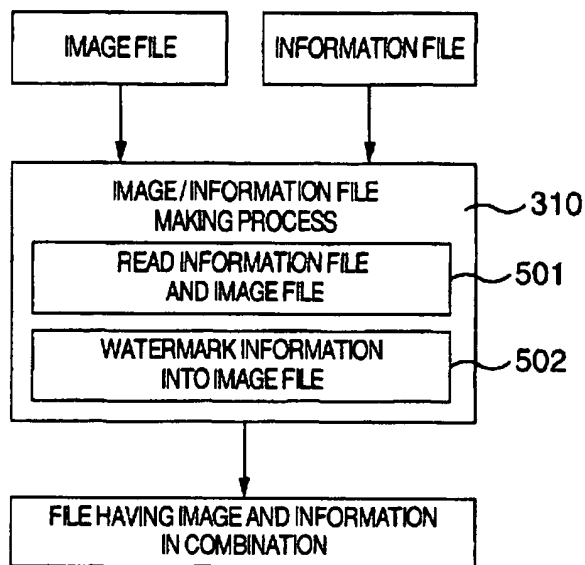 IMAGE FILE
INFORMATION FILE
IMAGE/INFORMATION FILE
MAKING PROCESS
310
READ INFORMATION FILE
AND IMAGE FILE
501
WATERMARK INFORMATION
INTO IMAGE FILE
502
FILE HAVING IMAGE AND INFORMATION
IN COMBINATION